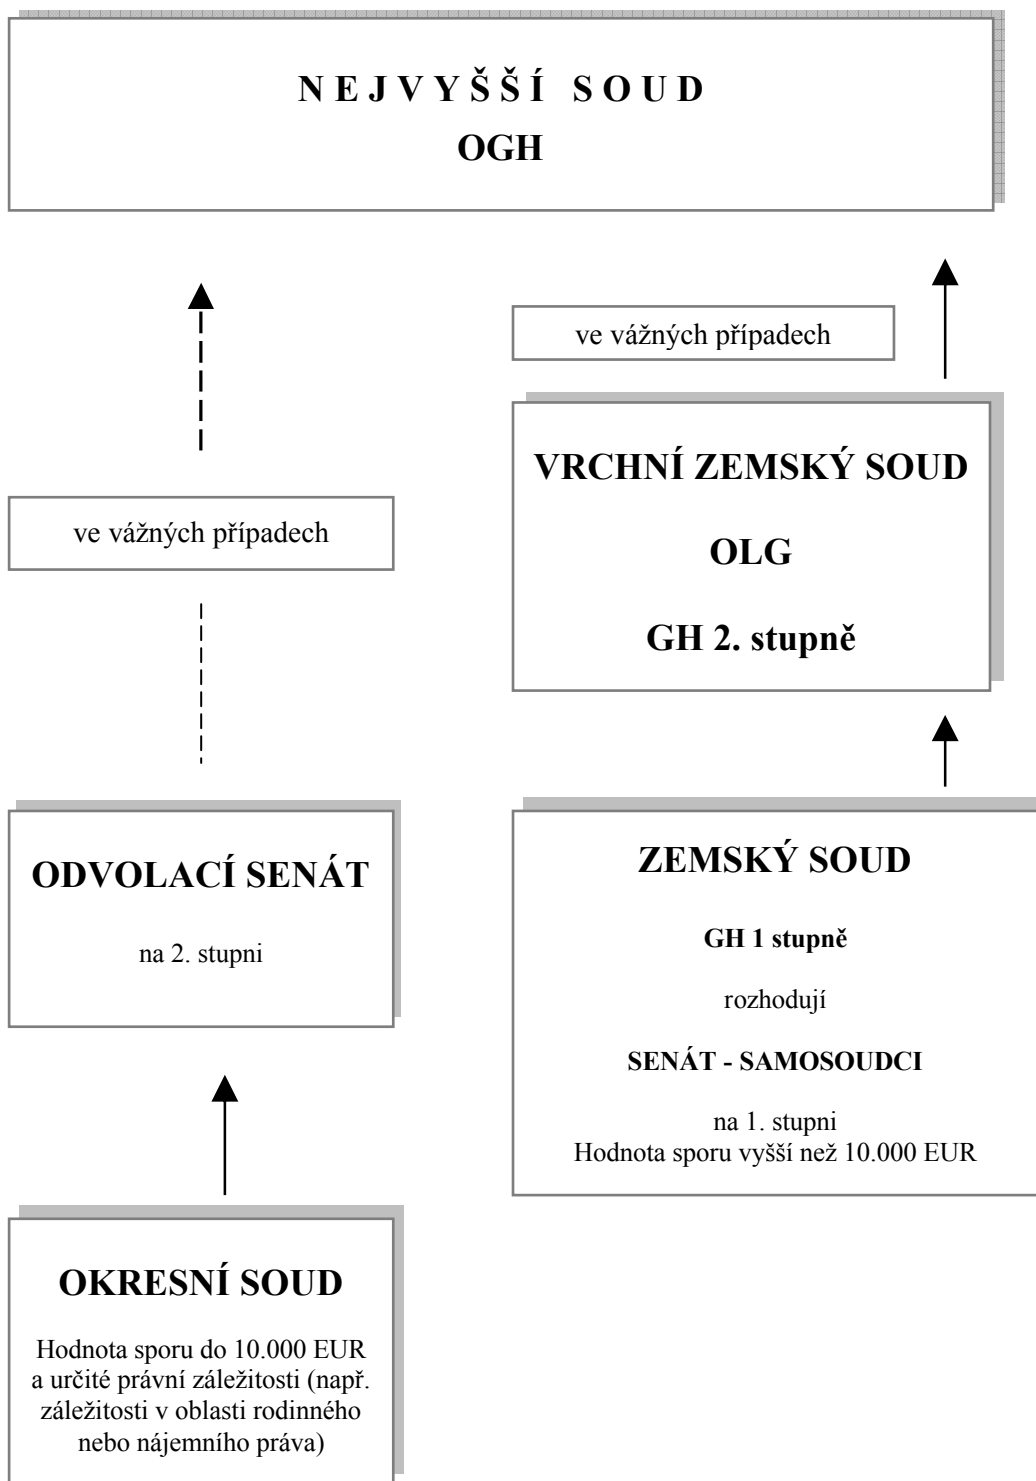 NEJVYŠŠÍ SOUD
OGH
ve vážných případech
VRCHNÍ ZEMSKÝ SOUD
OLG
GH 2. stupně
ve vážných případech
ODVOLACÍ SENÁT
na 2. stupni
ZEMSKÝ SOUD
GH 1 stupně
rozhodují
SENÁT - SAMOSOUDCI
na 1. stupni
Hodnota sporu vyšší než 10.000 EUR
OKRESNÍ SOUD
Hodnota sporu do 10.000 EUR
a určité právní záležitosti (např.
záležitosti v oblasti rodinného
nebo nájemního práva)